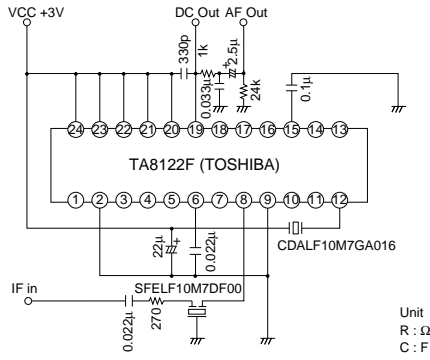 VCC +3V
DC Out
AF Out
330p
1k
0.033µ
+
2.5µ
24k
0.1µ
24 23 22 21 20 19 18 17 16 15 14 13
TA8122F (TOSHIBA)
1 2 3 4 5 6 7 8 9 10 11 12
22µ
+
0.022µ
CDALF10M7GA016
IF in
SFELF10M7DF00
0.022µ
270
Unit
R : Ω
C : F